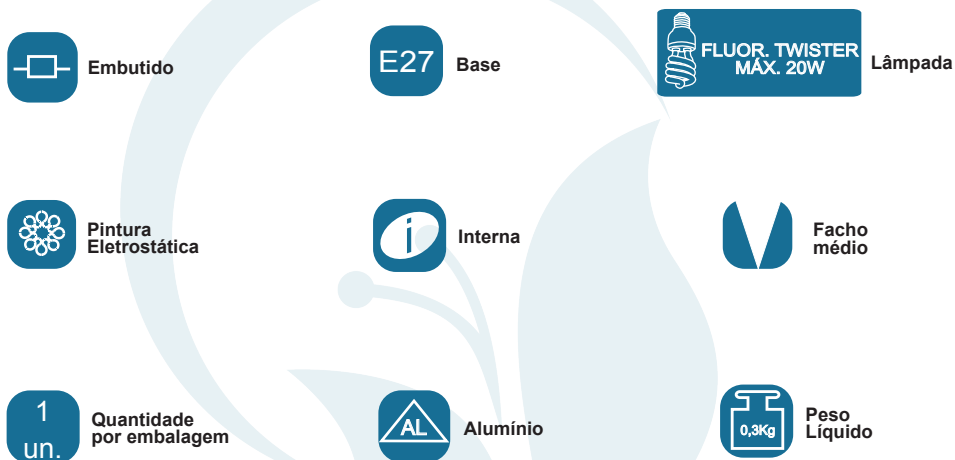 Embutido
E27
Base
FLUOR. TWISTER
MÁX. 20W
Lâmpada
Pintura
Eletrostática
i
Interna
Facho
médio
1
un.
Quantidade
por embalagem
AL
Alumínio
0,3Kg
Peso
Líquido